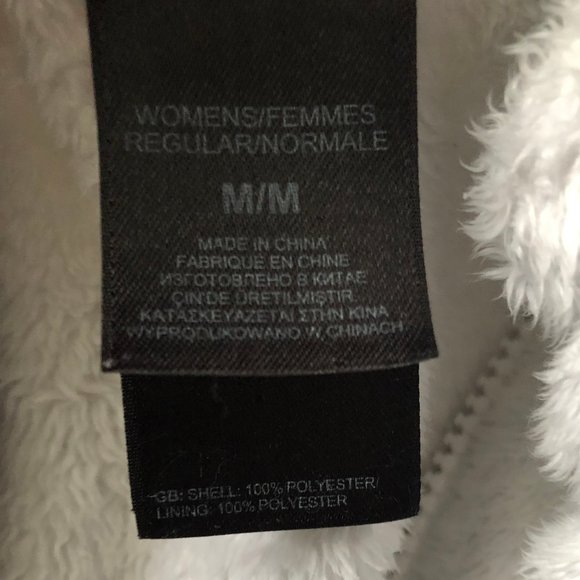 WOMENS/FEMMES
REGULAR/NORMALE
M/M
MADE IN CHINA
FABRIQUE EN CHINE
ИЗГОТОВЛЕНО В КИТАЕ
ÇIN'DE ÜRETILMIŞTIR
ΚΑΤΑΣΚΕΥΑΖΕΤΑΙ ΣΤΗΝ ΚΙΝΑ
WYPRODUKOWANO W CHINACH
GB: SHELL: 100% POLYESTER/
LINING: 100% POLYESTER